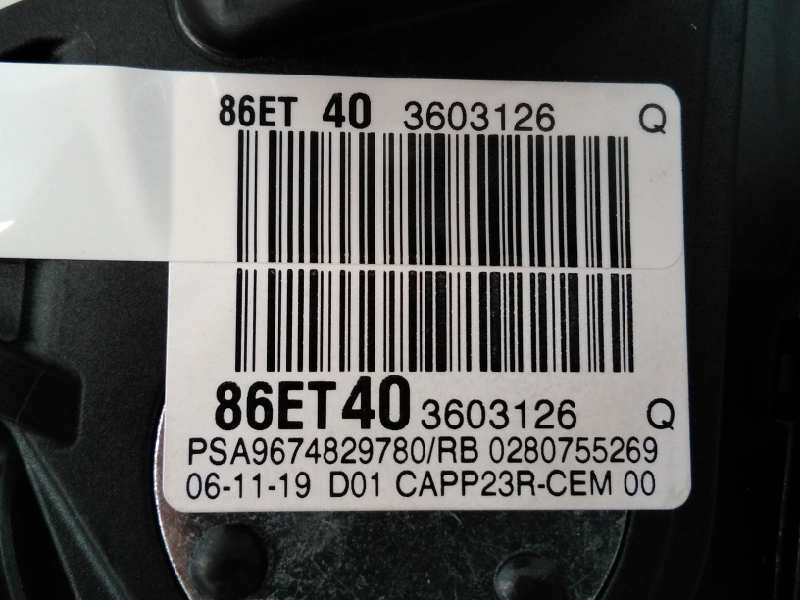 86ET 40 3603126 Q
86ET40 3603126 Q
PSA9674829780/RB 0280755269
06-11-19 D01 CAPP23R-CEM 00